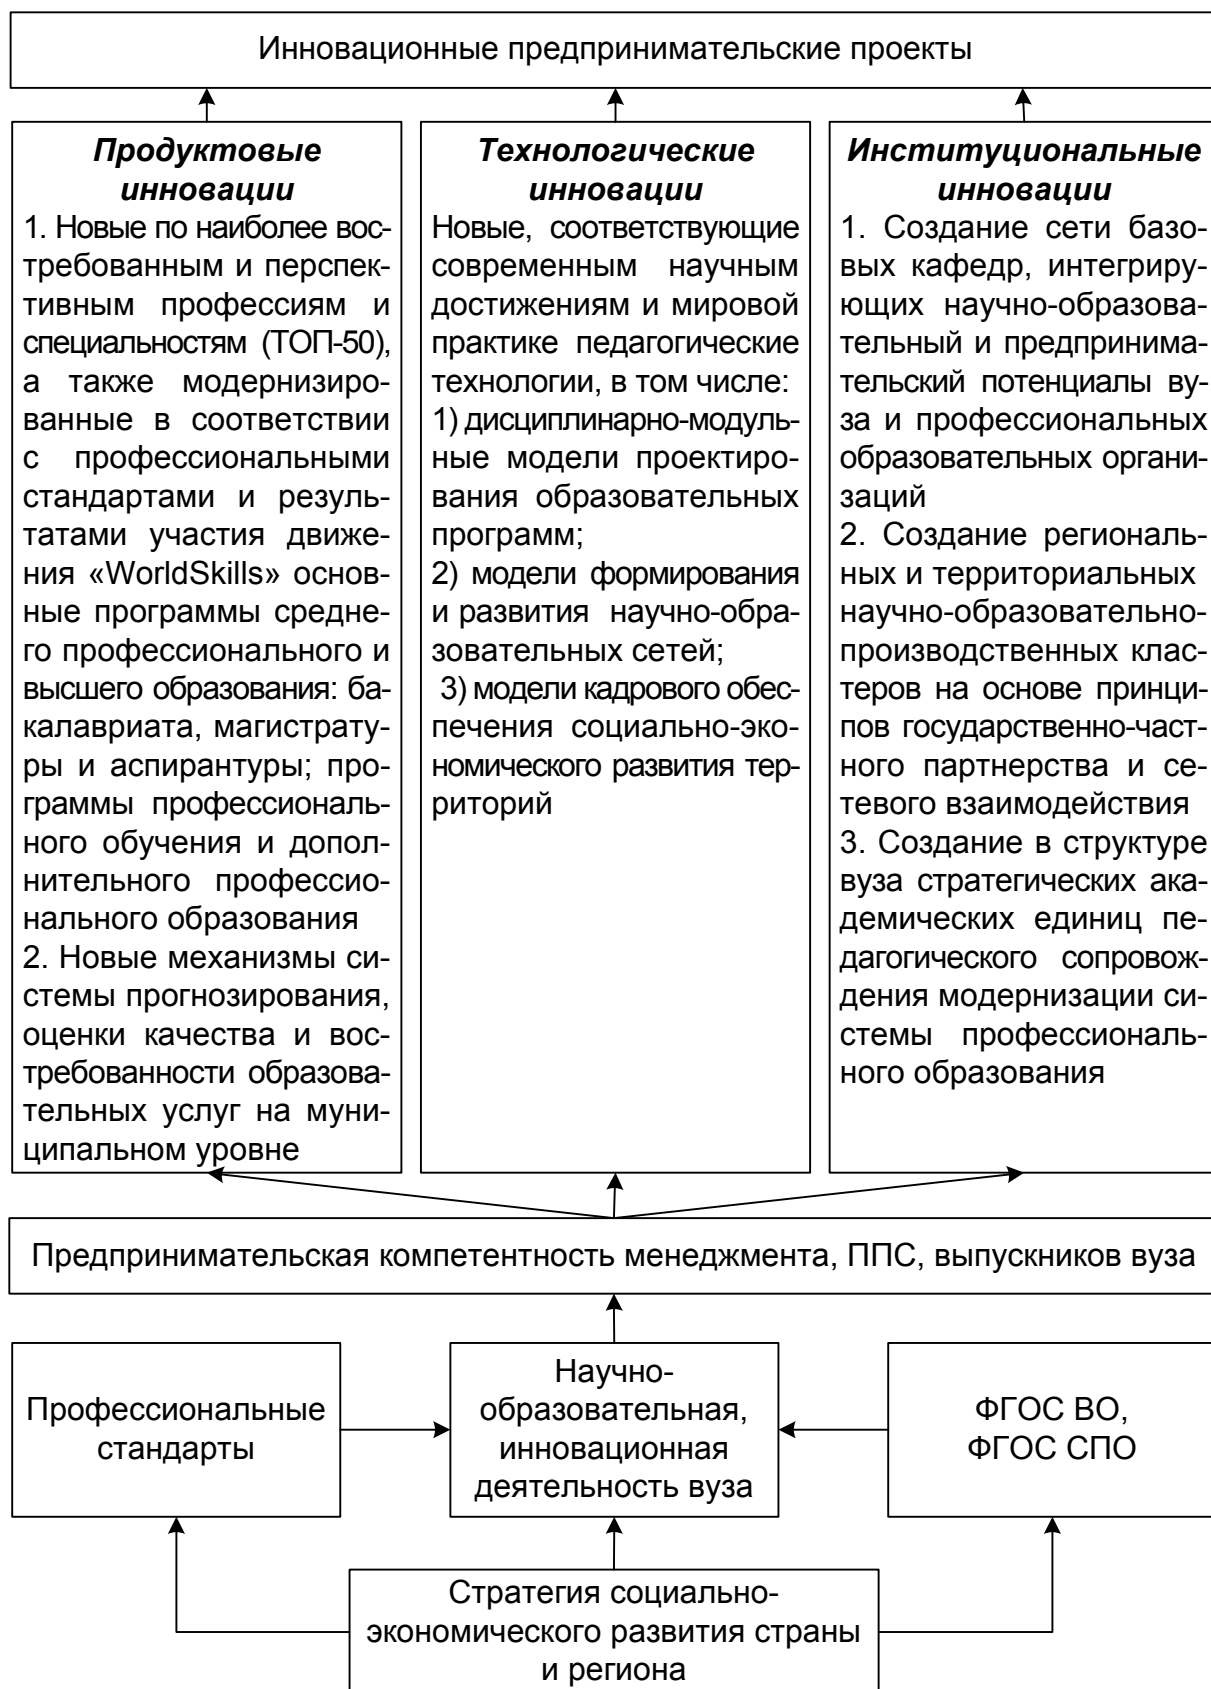 Инновационные предпринимательские проекты
Продуктовые
инновации
1. Новые по наиболее вос-
требованным и перспек-
тивным профессиям и
специальностям (ТОП-50),
а также модернизиро-
ванные в соответствии
с профессиональными
стандартами и резуль-
татами участия движе-
ния «WorldSkills» основ-
ные программы средне-
го профессионального и
высшего образования: ба-
калавриата, магистрату-
ры и аспирантуры; про-
граммы профессиональ-
ного обучения и допол-
нительного профессио-
нального образования
2. Новые механизмы си-
стемы прогнозирования,
оценки качества и вос-
требованности образова-
тельных услуг на муни-
ципальном уровне
Технологические
инновации
Новые, соответствующие
современным научным
достижениям и мировой
практике педагогические
технологии, в том числе:
1) дисциплинарно-модуль-
ные модели проектиро-
вания образовательных
программ;
2) модели формирования
и развития научно-обра-
зовательных сетей;
3) модели кадрового обес-
печения социально-эко-
номического развития тер-
риторий
Институциональные
инновации
1. Создание сети базо-
вых кафедр, интегриру-
ющих научно-образова-
тельный и предпринима-
тельский потенциалы ву-
за и профессиональных
образовательных органи-
заций
2. Создание региональ-
ных и территориальных
научно-образовательно-
производственных клас-
теров на основе принци-
пов государственно-част-
ного партнерства и се-
тевого взаимодействия
3. Создание в структуре
вуза стратегических ака-
демических единиц пе-
дагогического сопровож-
дения модернизации си-
стемы профессиональ-
ного образования
Предпринимательская компетентность менеджмента, ППС, выпускников вуза
Профессиональные
стандарты
Научно-
образовательная,
инновационная
деятельность вуза
ФГОС ВО,
ФГОС СПО
Стратегия социально-
экономического развития страны
и региона